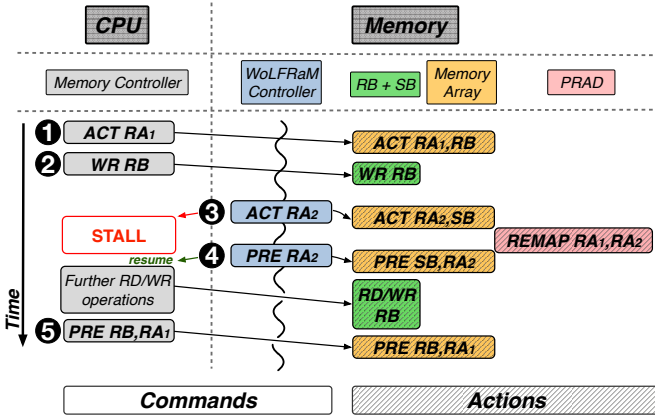 CPU
Memory
Memory Controller
WoLFRaM
Controller
RB + SB
Memory
Array
PRAD
1 ACT RA1
ACT RA1,RB
2 WR RB
WR RB
3 ACT RA2
ACT RA2,SB
STALL
REMAP RA1,RA2
resume
4 PRE RA2
PRE SB,RA2
Further RD/WR
operations
RD/WR
RB
Time
5 PRE RB,RA1
PRE RB,RA1
Commands
Actions